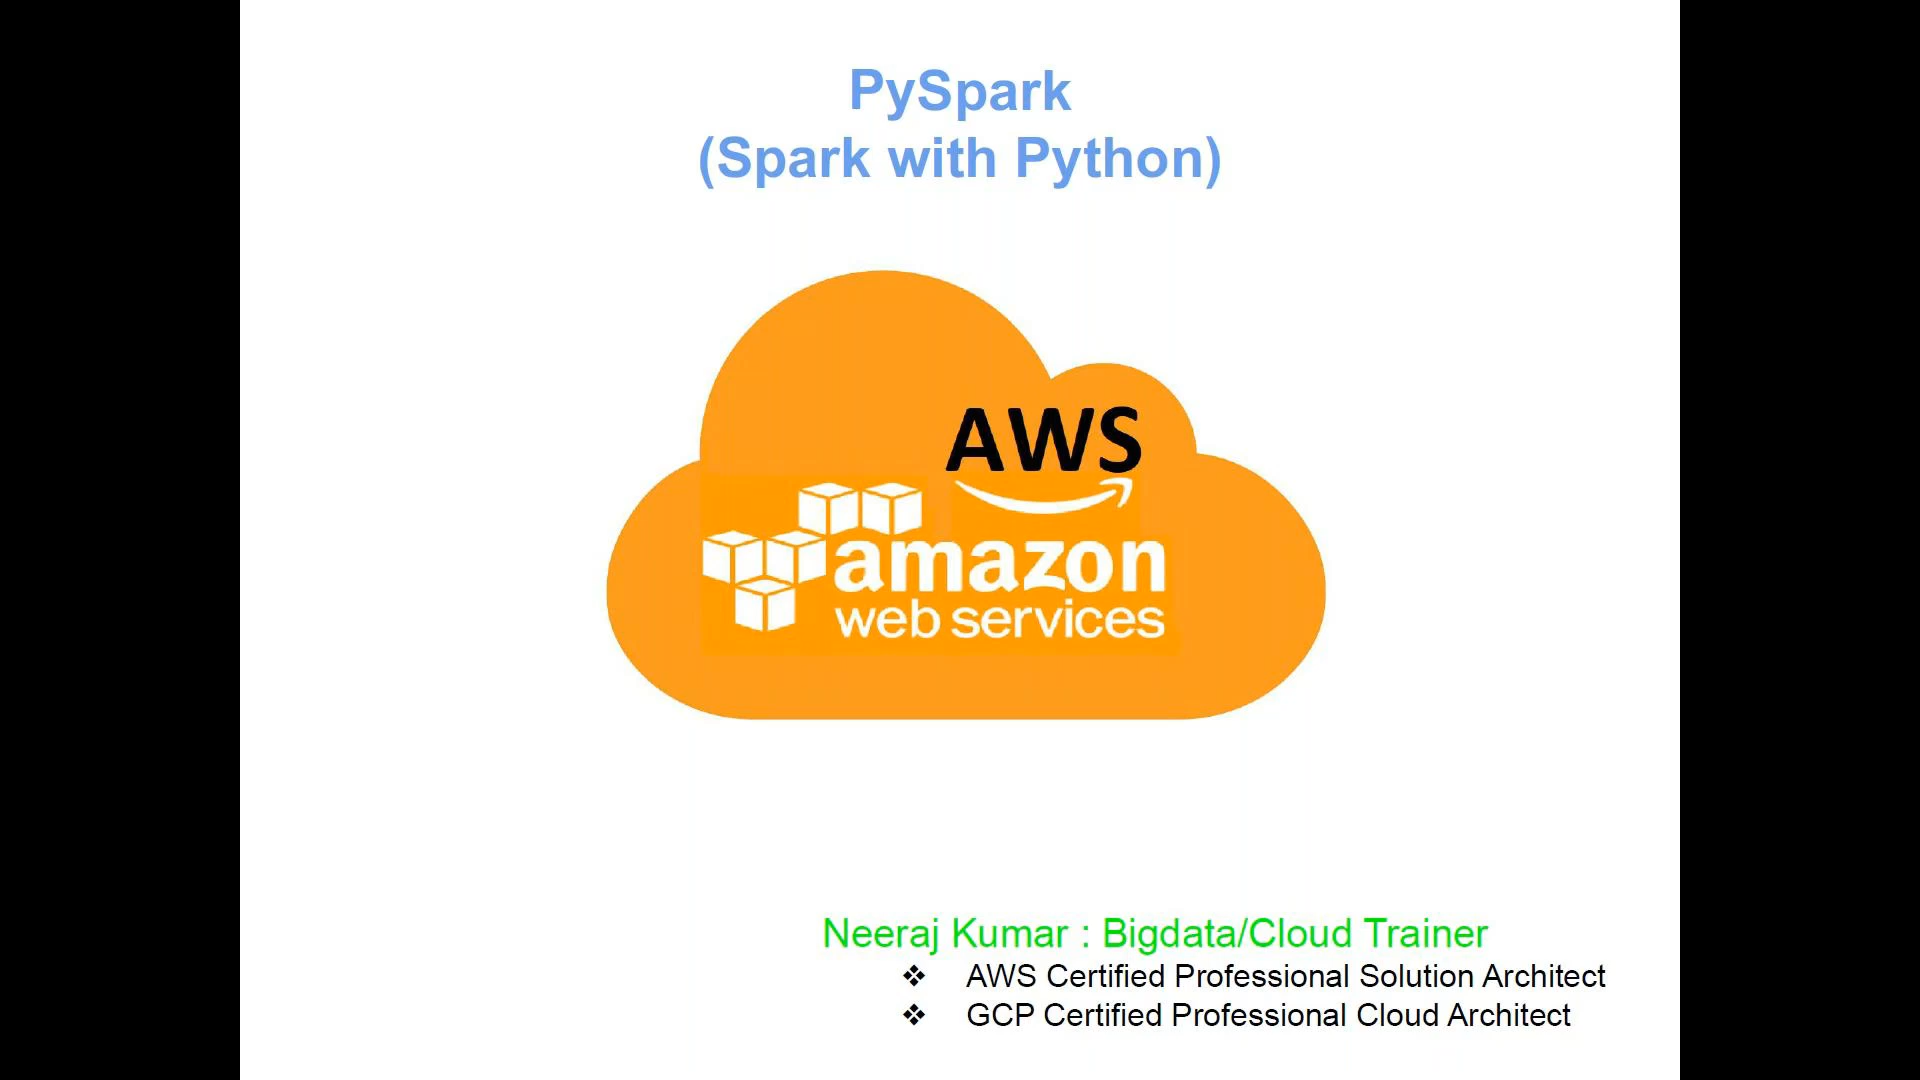 PySpark
(Spark with Python)
AWS
amazon
web services
Neeraj Kumar : Bigdata/Cloud Trainer
❖ AWS Certified Professional Solution Architect
❖ GCP Certified Professional Cloud Architect